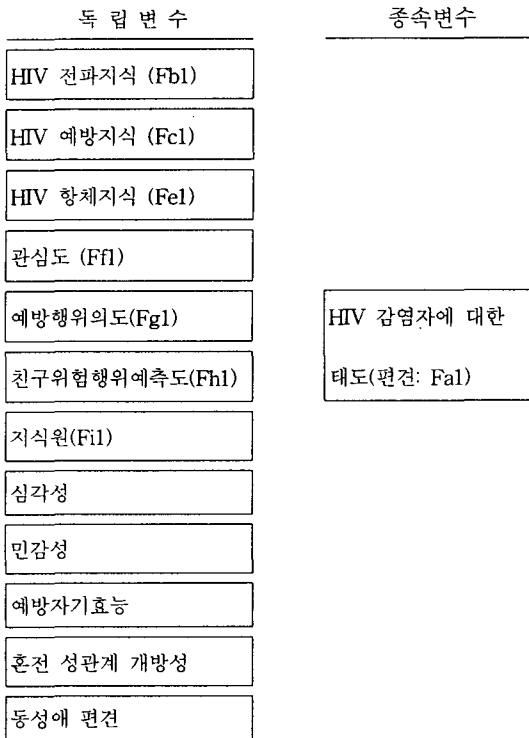 독 립 변 수
종속변수
HIV 전파지식 (Fb1)
HIV 예방지식 (Fc1)
HIV 항체지식 (Fe1)
관심도 (Ff1)
예방행위의도(Fg1)
친구위험행위예측도(Fh1)
지식원(Fi1)
심각성
민감성
예방자기효능
혼전 성관계 개방성
동성애 편견
HIV 감염자에 대한
태도(편견: Fa1)